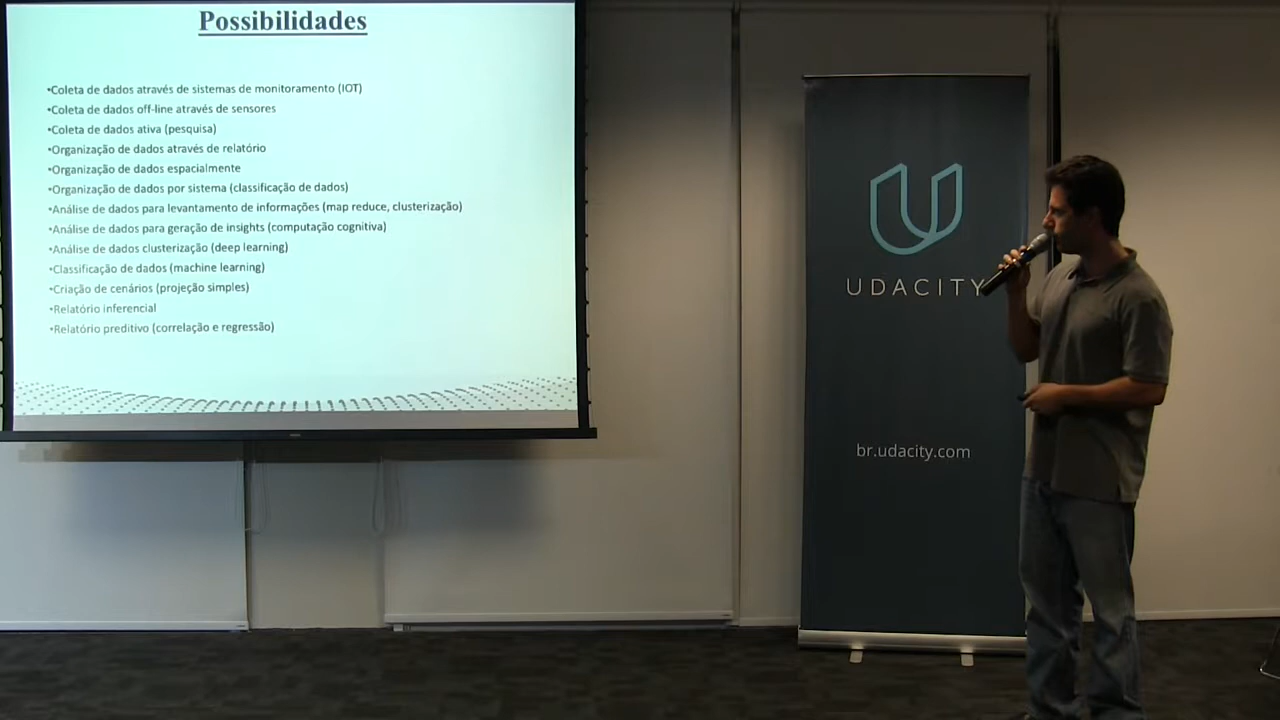 Possibilidades
•Coleta de dados através de sistemas de monitoramento (IOT)
•Coleta de dados off-line através de sensores
•Coleta de dados ativa (pesquisa)
•Organização de dados através de relatório
•Organização de dados espacialmente
•Organização de dados por sistema (classificação de dados)
•Análise de dados para levantamento de informações (map reduce, clusterização)
•Análise de dados para geração de insights (computação cognitiva)
•Análise de dados clusterização (deep learning)
•Classificação de dados (machine learning)
•Criação de cenários (projeção simples)
•Relatório inferencial
•Relatório preditivo (correlação e regressão)
UDACITY
br.udacity.com